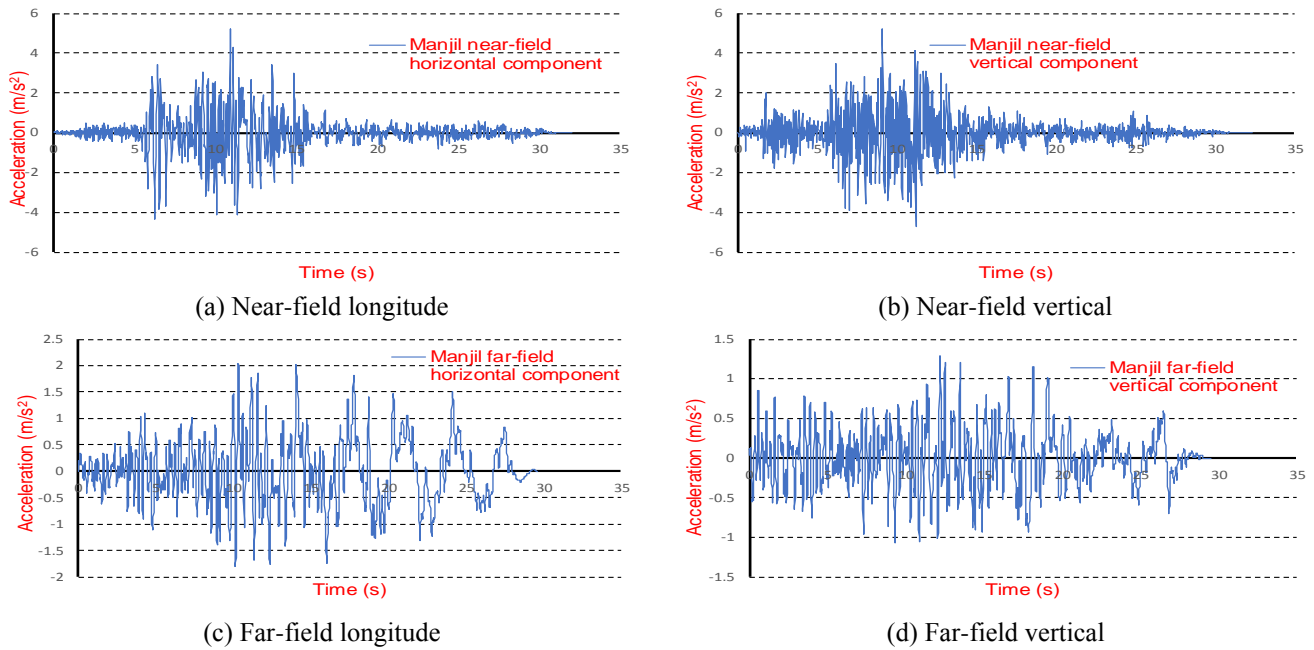 6
4
2
0
-2
-4
6
Acceleration (m/s²)
0 5 10 15 20 25 30 35
Manjil near-field
horizontal component
Time (s)
(a) Near-field longitude
6
4
2
0
-2
-4
6
Acceleration (m/s²)
0 5 10 15 20 25 30 35
Manjil near-field
vertical component
Time (s)
(b) Near-field vertical
2.5
2
1.5
1
0.5
0
-0.5
-1
-1.5
-2
Acceleration (m/s²)
0 5 10 15 20 25 30 35
Manjil far-field
horizontal component
Time (s)
(c) Far-field longitude
1.5
1
0.5
0
-0.5
-1
-1.5
Acceleration (m/s²)
0 5 10 15 20 25 30 35
Manjil far-field
vertical component
Time (s)
(d) Far-field vertical